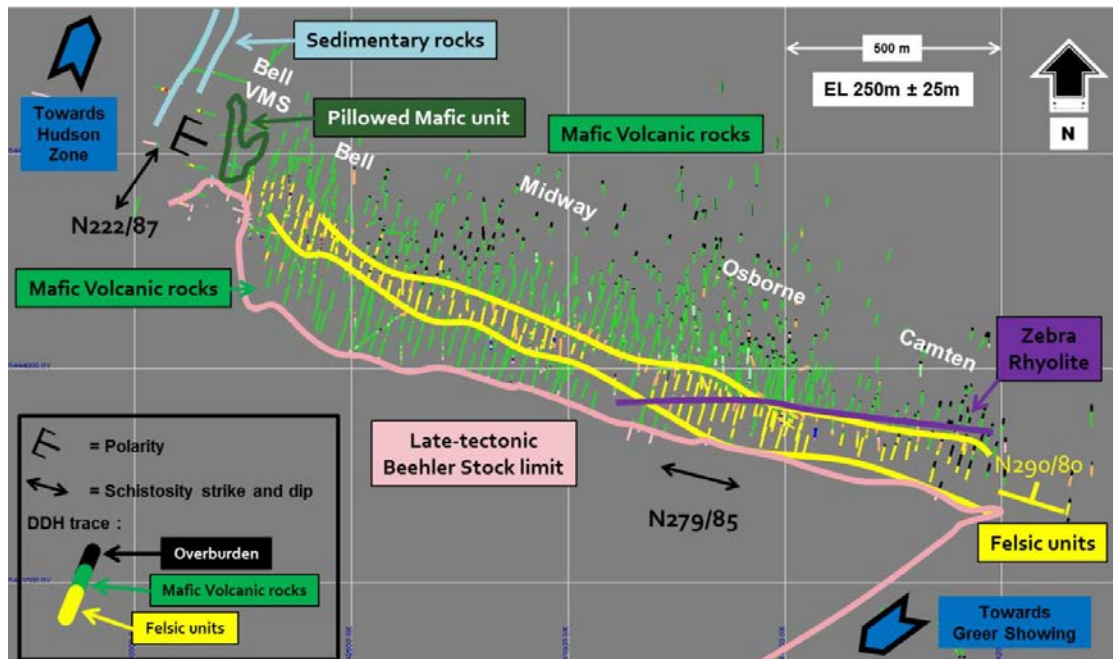 Sedimentary rocks
500 m
EL 250m ± 25m
N
Towards
Hudson
Zone
Bell
VMS
Pillowed Mafic unit
Mafic Volcanic rocks
Bell
Midway
N222/87
Osborne
Mafic Volcanic rocks
Camten
Zebra
Rhyolite
Late-tectonic
Beehler Stock limit
N279/85
N290/80
Felsic units
= Polarity
= Schistosity strike and dip
DDH trace :
Overburden
Mafic Volcanic rocks
Felsic units
Towards
Greer Showing